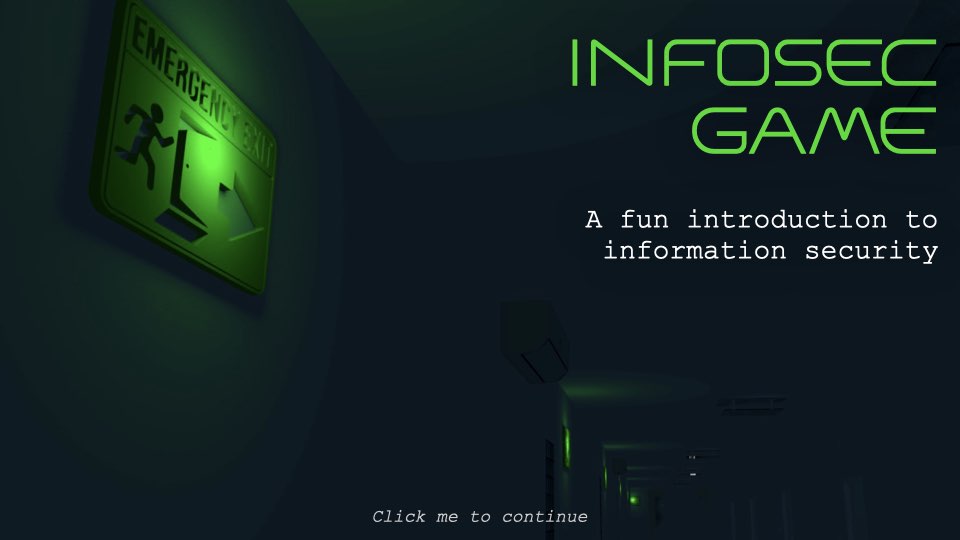 EMERGENCY EXIT
INFOSEC
GAME
A fun introduction to
information security
Click me to continue